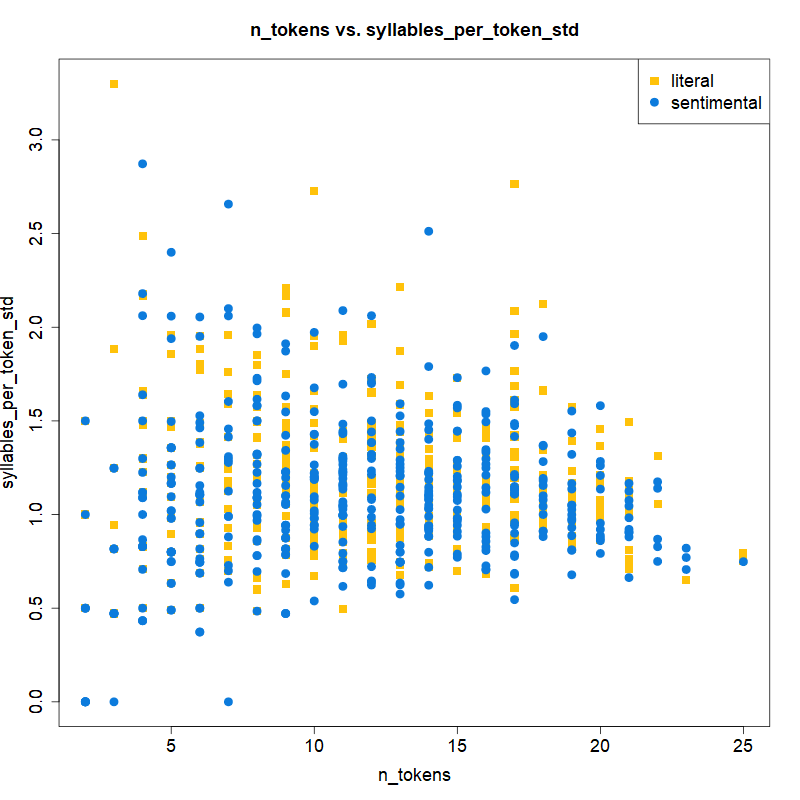 n_tokens vs. syllables_per_token_std
literal
sentimental
syllables_per_token_std
3.0
2.5
2.0
1.5
1.0
0.5
0.0
5
10
15
20
25
n_tokens